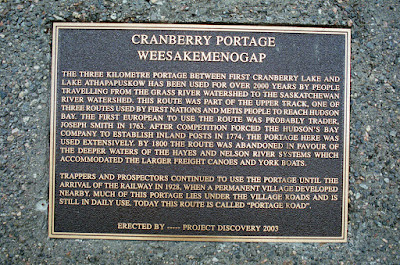 CRANBERRY PORTAGE
WEESAKEMENOGAP
THE THREE KILOMETRE PORTAGE BETWEEN FIRST CRANBERRY LAKE AND
LAKE ATHAPAPUSKOW HAS BEEN USED FOR OVER 2000 YEARS BY PEOPLE
TRAVELLING FROM THE GRASS RIVER WATERSHED TO THE SASKATCHEWAN
RIVER WATERSHED. THIS ROUTE WAS PART OF THE UPPER TRACK, ONE OF
THREE ROUTES USED BY FIRST NATIONS AND METIS PEOPLE TO REACH HUDSON
BAY. THE FIRST EUROPEAN TO USE THE ROUTE WAS PROBABLY TRADER,
JOSEPH SMITH IN 1763. AFTER COMPETITION FORCED THE HUDSON'S BAY
COMPANY TO ESTABLISH INLAND POSTS IN 1774, THE PORTAGE HERE WAS
USED EXTENSIVELY. BY 1800 THE ROUTE WAS ABANDONED IN FAVOUR OF
THE DEEPER WATERS OF THE HAYES AND NELSON RIVER SYSTEMS WHICH
ACCOMMODATED THE LARGER FREIGHT CANOES AND YORK BOATS.
TRAPPERS AND PROSPECTORS CONTINUED TO USE THE PORTAGE UNTIL THE
ARRIVAL OF THE RAILWAY IN 1928, WHEN A PERMANENT VILLAGE DEVELOPED
NEARBY. MUCH OF THIS PORTAGE LIES UNDER THE VILLAGE ROADS AND IS
STILL IN DAILY USE. TODAY THIS ROUTE IS CALLED "PORTAGE ROAD".
ERECTED BY ----- PROJECT DISCOVERY 2003